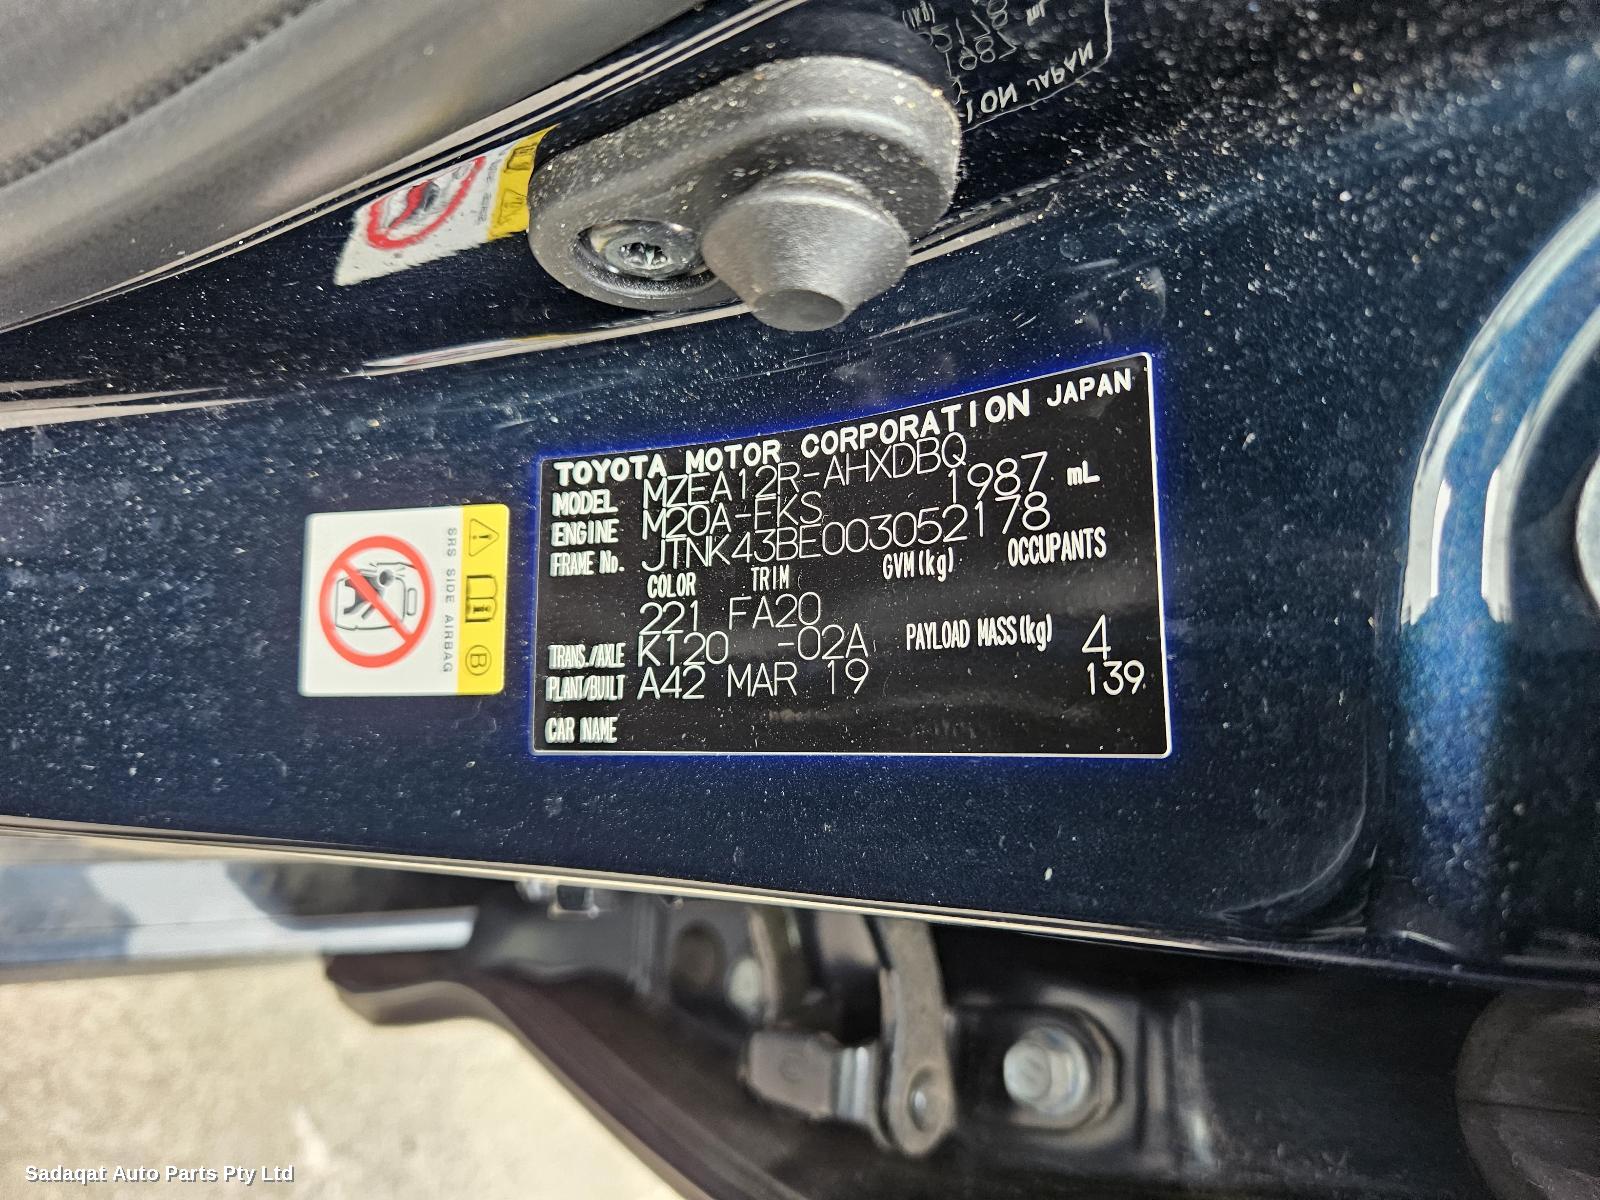 TOYOTA MOTOR CORPORATION JAPAN
MODEL MZEA12R-AHXDBQ
ENGINE M20A-FKS 1987 mL
FRAME No. JTNK43BE003052178
COLOR TRIM GVM(kg) OCCUPANTS
221 FA20
TRANS./AXLE K120 -02A PAYLOAD MASS(kg) 4
PLANT/BUILT A42 MAR 19 139
CAR NAME
SRS SIDE AIRBAG
B
Sadaqat Auto Parts Pty Ltd